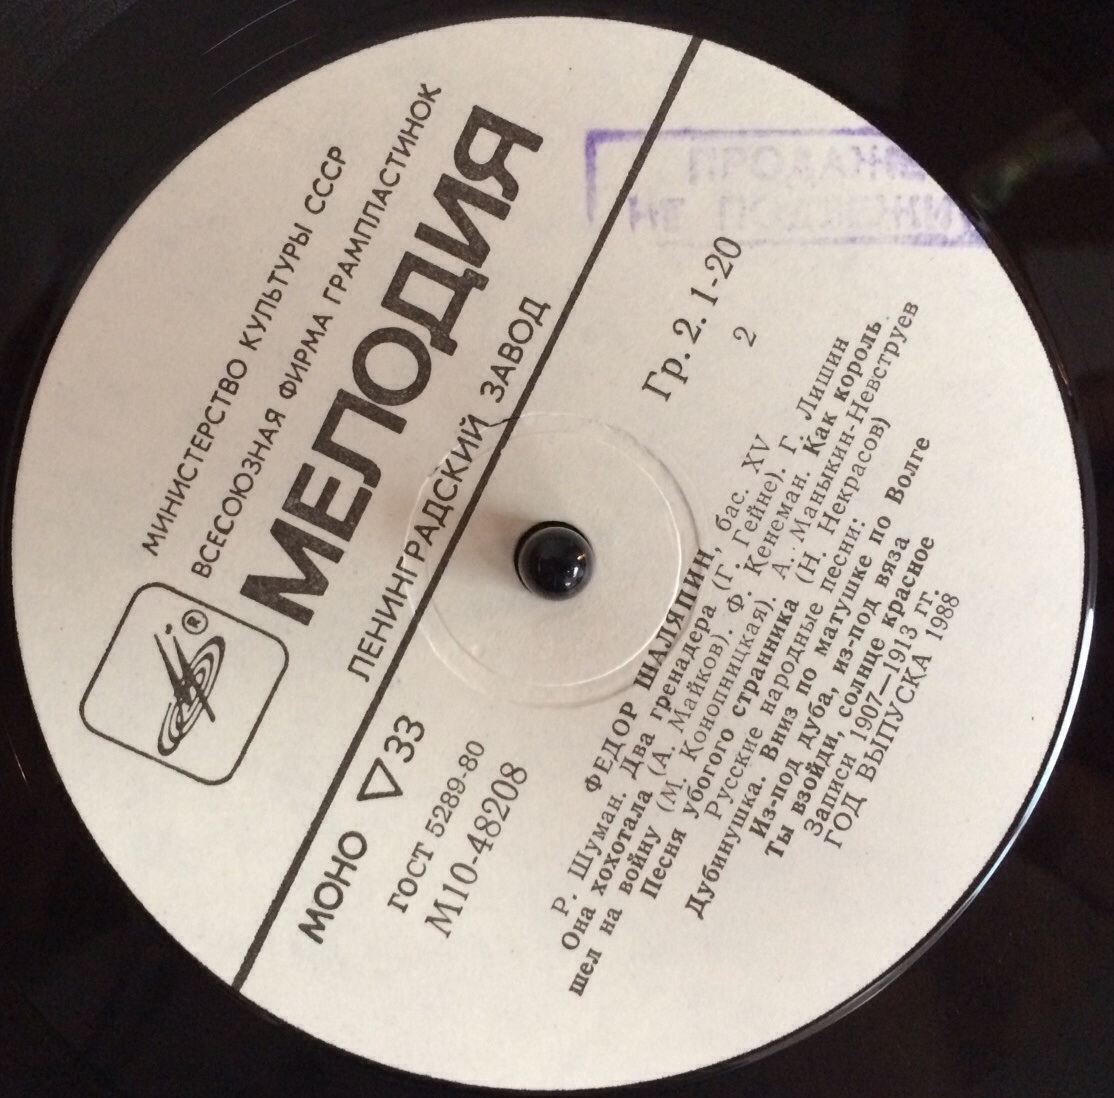 МИНИСТЕРСТВО КУЛЬТУРЫ СССР
ВСЕСОЮЗНАЯ ФИРМА ГРАМПЛАСТИНОК
МЕЛОДИЯ
®
ЛЕНИНГРАДСКИЙ ЗАВОД
МОНО ▽33
ГОСТ 5289-80
М10-48208
Гр. 2. 1-20
2
ПРОДАЖЕ
НЕ ПОДЛЕЖИТ
ФЕДОР ШАЛЯПИН, бас. XV
Р. Шуман. Два гренадера (Г. Гейне). Г. Лишин
Она хохотала (А. Майков). Ф. Кенеман. Как король
шел на войну (М. Конопницкая). А. Маныкин-Невструев
Песня убогого странника (Н. Некрасов)
Русские народные песни:
Дубинушка. Вниз по матушке по Волге
Из-под дуба, из-под вяза
Ты взойди, солнце красное
Записи 1907—1913 гг.
ГОД ВЫПУСКА 1988